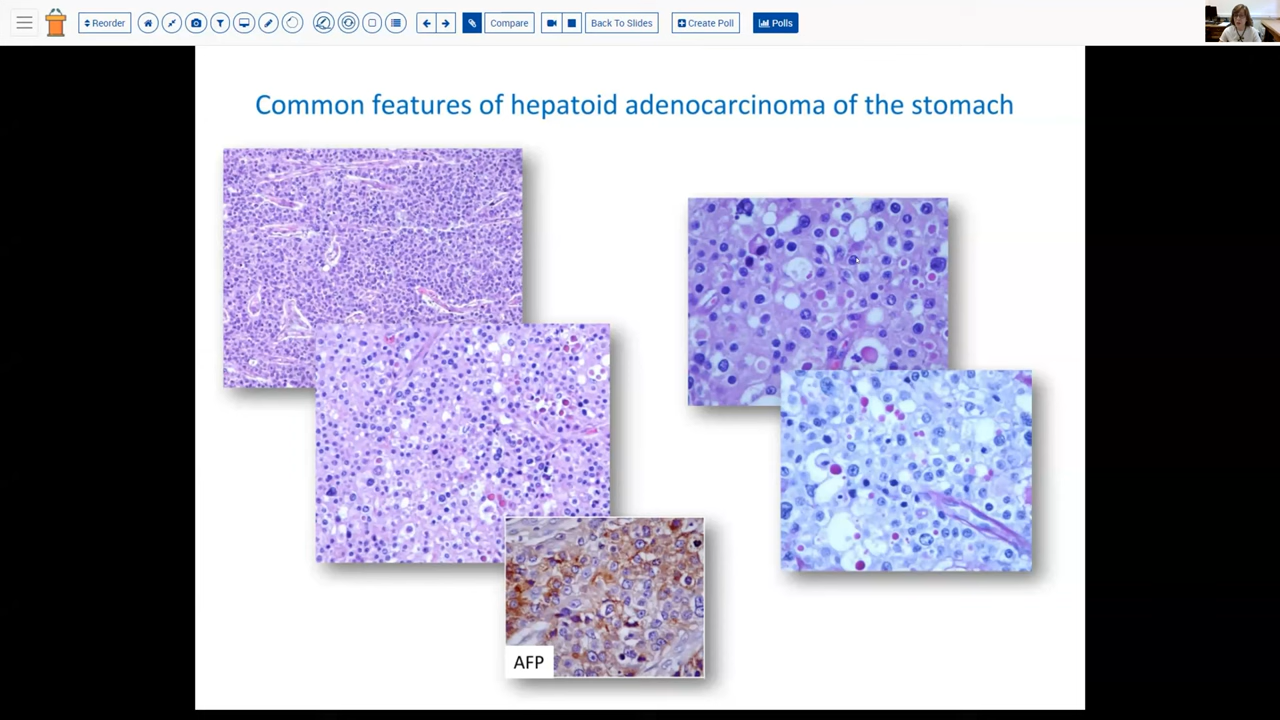 Reorder
Compare
Back To Slides
Create Poll
Polls
Common features of hepatoid adenocarcinoma of the stomach
AFP